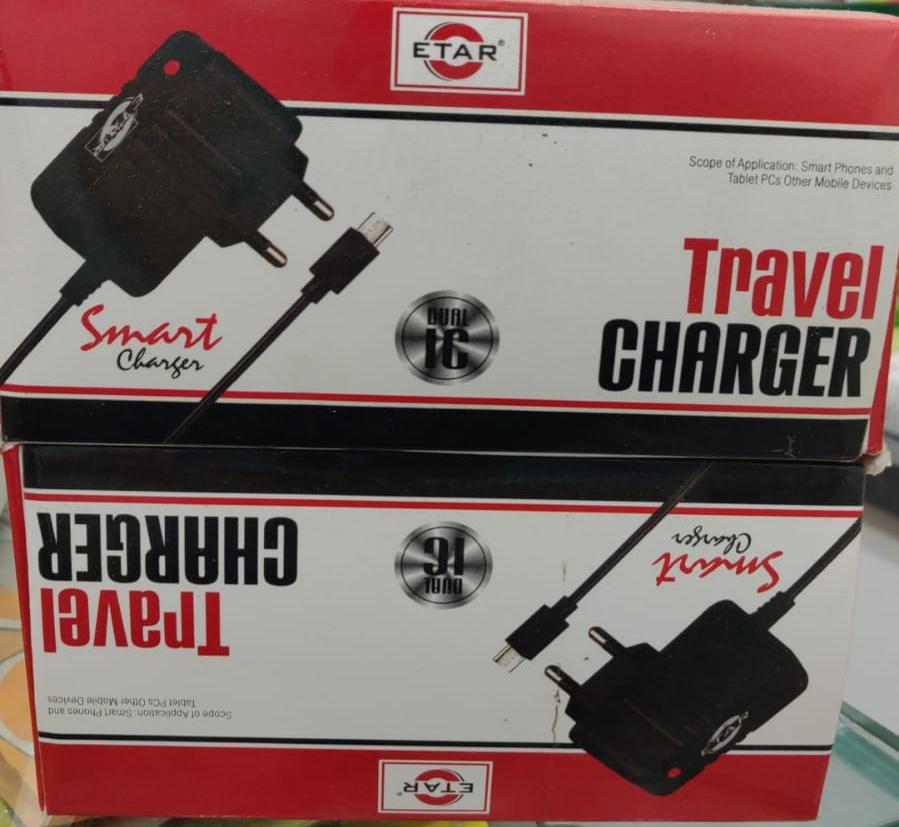 ETAR®
Scope of Application: Smart Phones and
Tablet PCs Other Mobile Devices
Travel
CHARGER
DUAL
IC
Smart
Charger
CHARGER
Travel
DUAL
IC
Smart
Charger
Scope of Application: Smart Phones and
Tablet PCs Other Mobile Devices
ETAR®